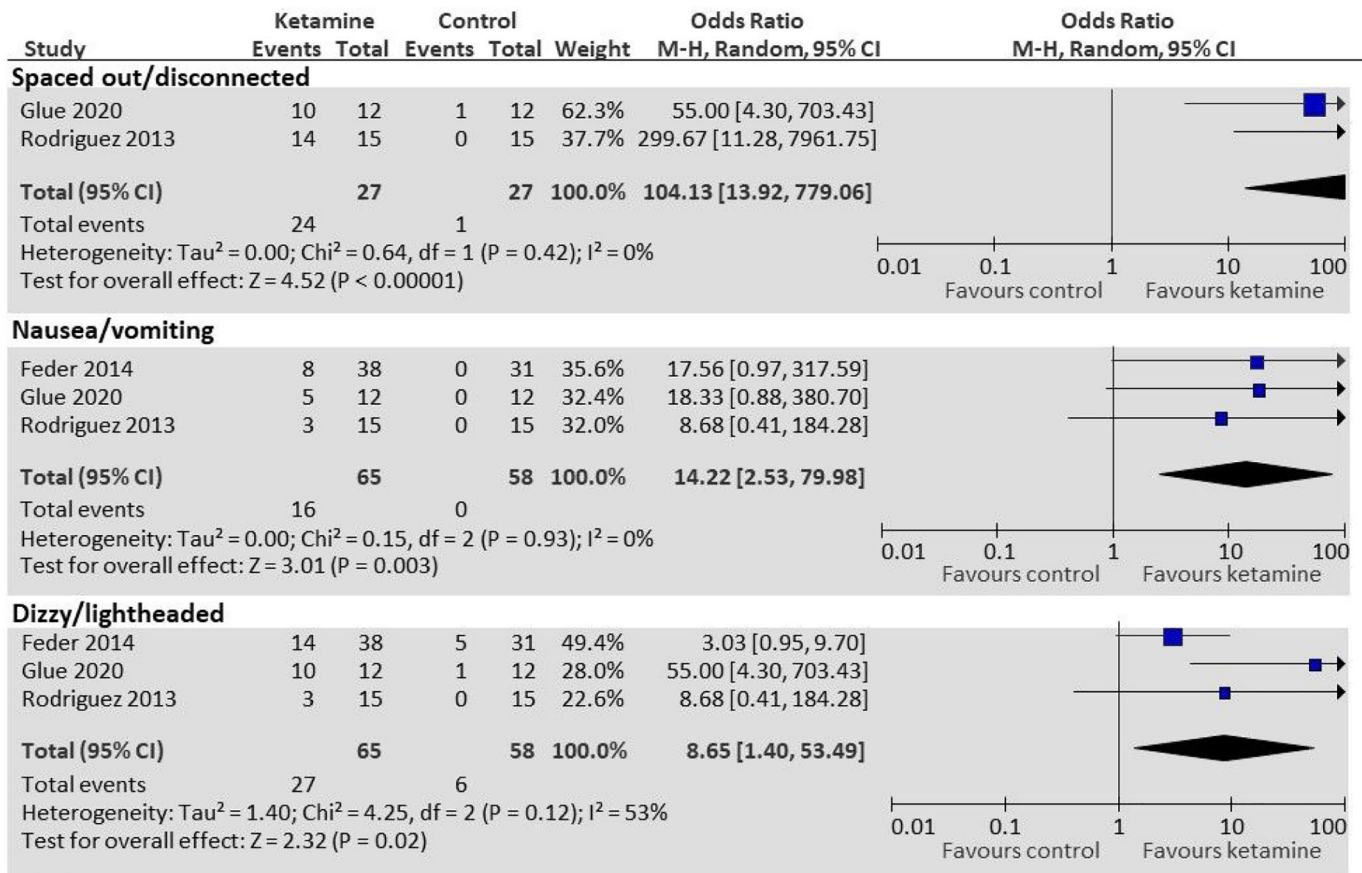 Ketamine Control Odds Ratio Odds Ratio
Study Events Total Events Total Weight M-H, Random, 95% CI M-H, Random, 95% CI
Spaced out/disconnected
Glue 2020 10 12 1 12 62.3% 55.00 [4.30, 703.43]
Rodriguez 2013 14 15 0 15 37.7% 299.67 [11.28, 7961.75]
Total (95% CI) 27 27 100.0% 104.13 [13.92, 779.06]
Total events 24 1
Heterogeneity: Tau² = 0.00; Chi² = 0.64, df = 1 (P = 0.42); I² = 0%
Test for overall effect: Z = 4.52 (P < 0.00001)
0.01 0.1 1 10 100
Favours control Favours ketamine
Nausea/vomiting
Feder 2014 8 38 0 31 35.6% 17.56 [0.97, 317.59]
Glue 2020 5 12 0 12 32.4% 18.33 [0.88, 380.70]
Rodriguez 2013 3 15 0 15 32.0% 8.68 [0.41, 184.28]
Total (95% CI) 65 58 100.0% 14.22 [2.53, 79.98]
Total events 16 0
Heterogeneity: Tau² = 0.00; Chi² = 0.15, df = 2 (P = 0.93); I² = 0%
Test for overall effect: Z = 3.01 (P = 0.003)
0.01 0.1 1 10 100
Favours control Favours ketamine
Dizzy/lightheaded
Feder 2014 14 38 5 31 49.4% 3.03 [0.95, 9.70]
Glue 2020 10 12 1 12 28.0% 55.00 [4.30, 703.43]
Rodriguez 2013 3 15 0 15 22.6% 8.68 [0.41, 184.28]
Total (95% CI) 65 58 100.0% 8.65 [1.40, 53.49]
Total events 27 6
Heterogeneity: Tau² = 1.40; Chi² = 4.25, df = 2 (P = 0.12); I² = 53%
Test for overall effect: Z = 2.32 (P = 0.02)
0.01 0.1 1 10 100
Favours control Favours ketamine